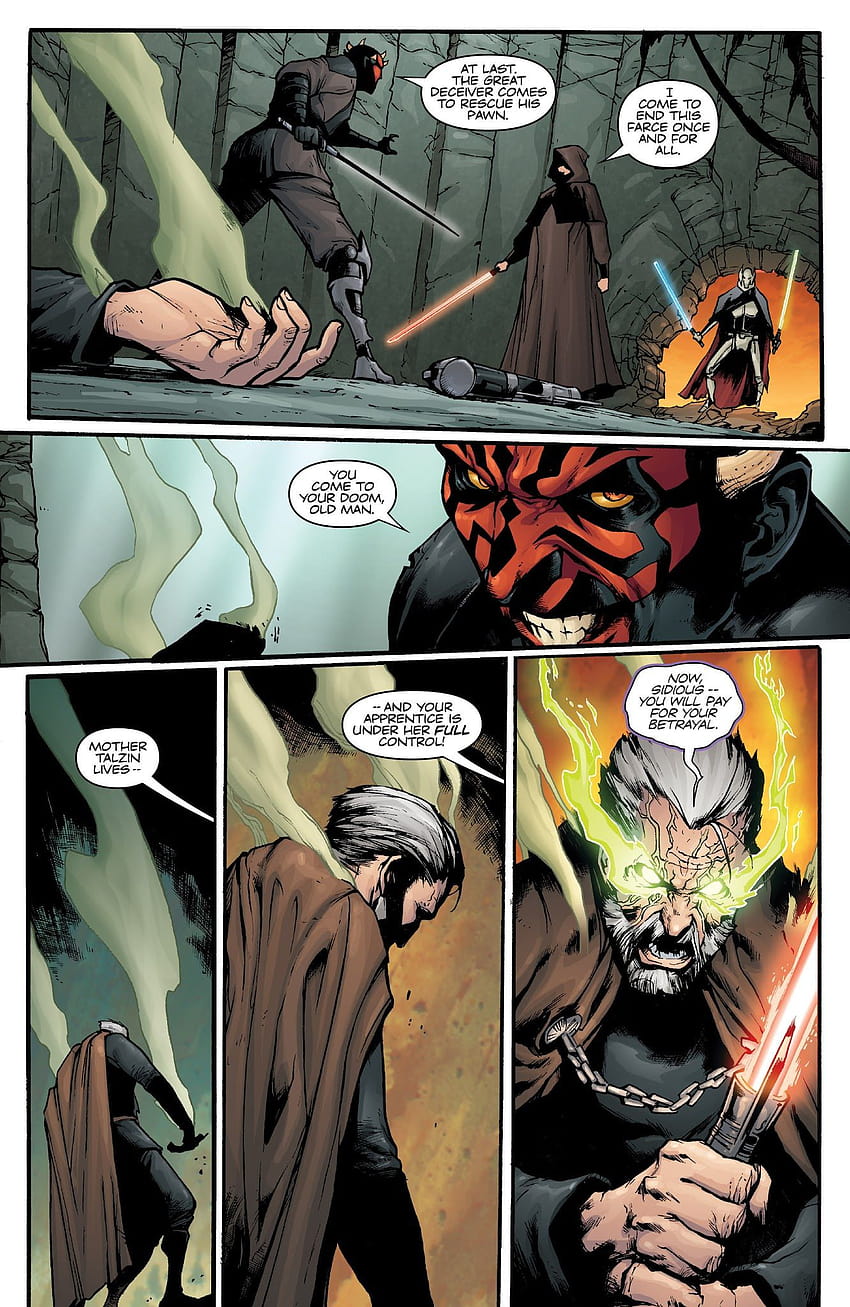 AT LAST.
THE GREAT
DECEIVER COMES
TO RESCUE HIS
PAWN.
I
COME TO
END THIS
FARCE ONCE
AND FOR
ALL.
YOU
COME TO
YOUR DOOM,
OLD MAN.
MOTHER
TALZIN
LIVES--
-- AND YOUR
APPRENTICE IS
UNDER HER FULL
CONTROL!
NOW,
SIDIOUS --
YOU WILL PAY
FOR YOUR
BETRAYAL.